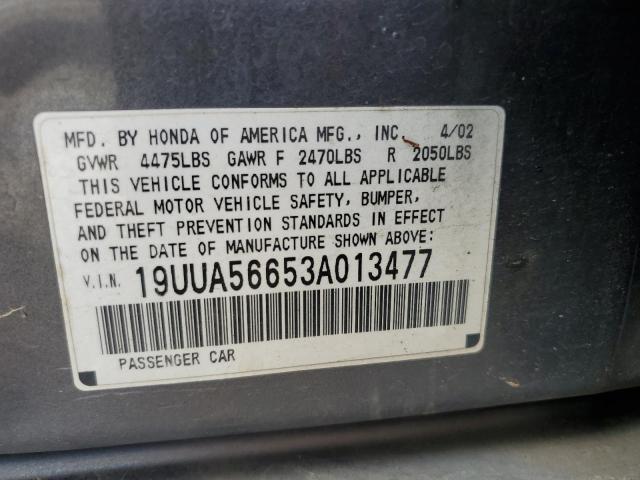 MFD. BY HONDA OF AMERICA MFG., INC. 4/02
GVWR 4475LBS GAWR F 2470LBS R 2050LBS
THIS VEHICLE CONFORMS TO ALL APPLICABLE
FEDERAL MOTOR VEHICLE SAFETY, BUMPER,
AND THEFT PREVENTION STANDARDS IN EFFECT
ON THE DATE OF MANUFACTURE SHOWN ABOVE:
V.I.N. 19UUA56653A013477
PASSENGER CAR